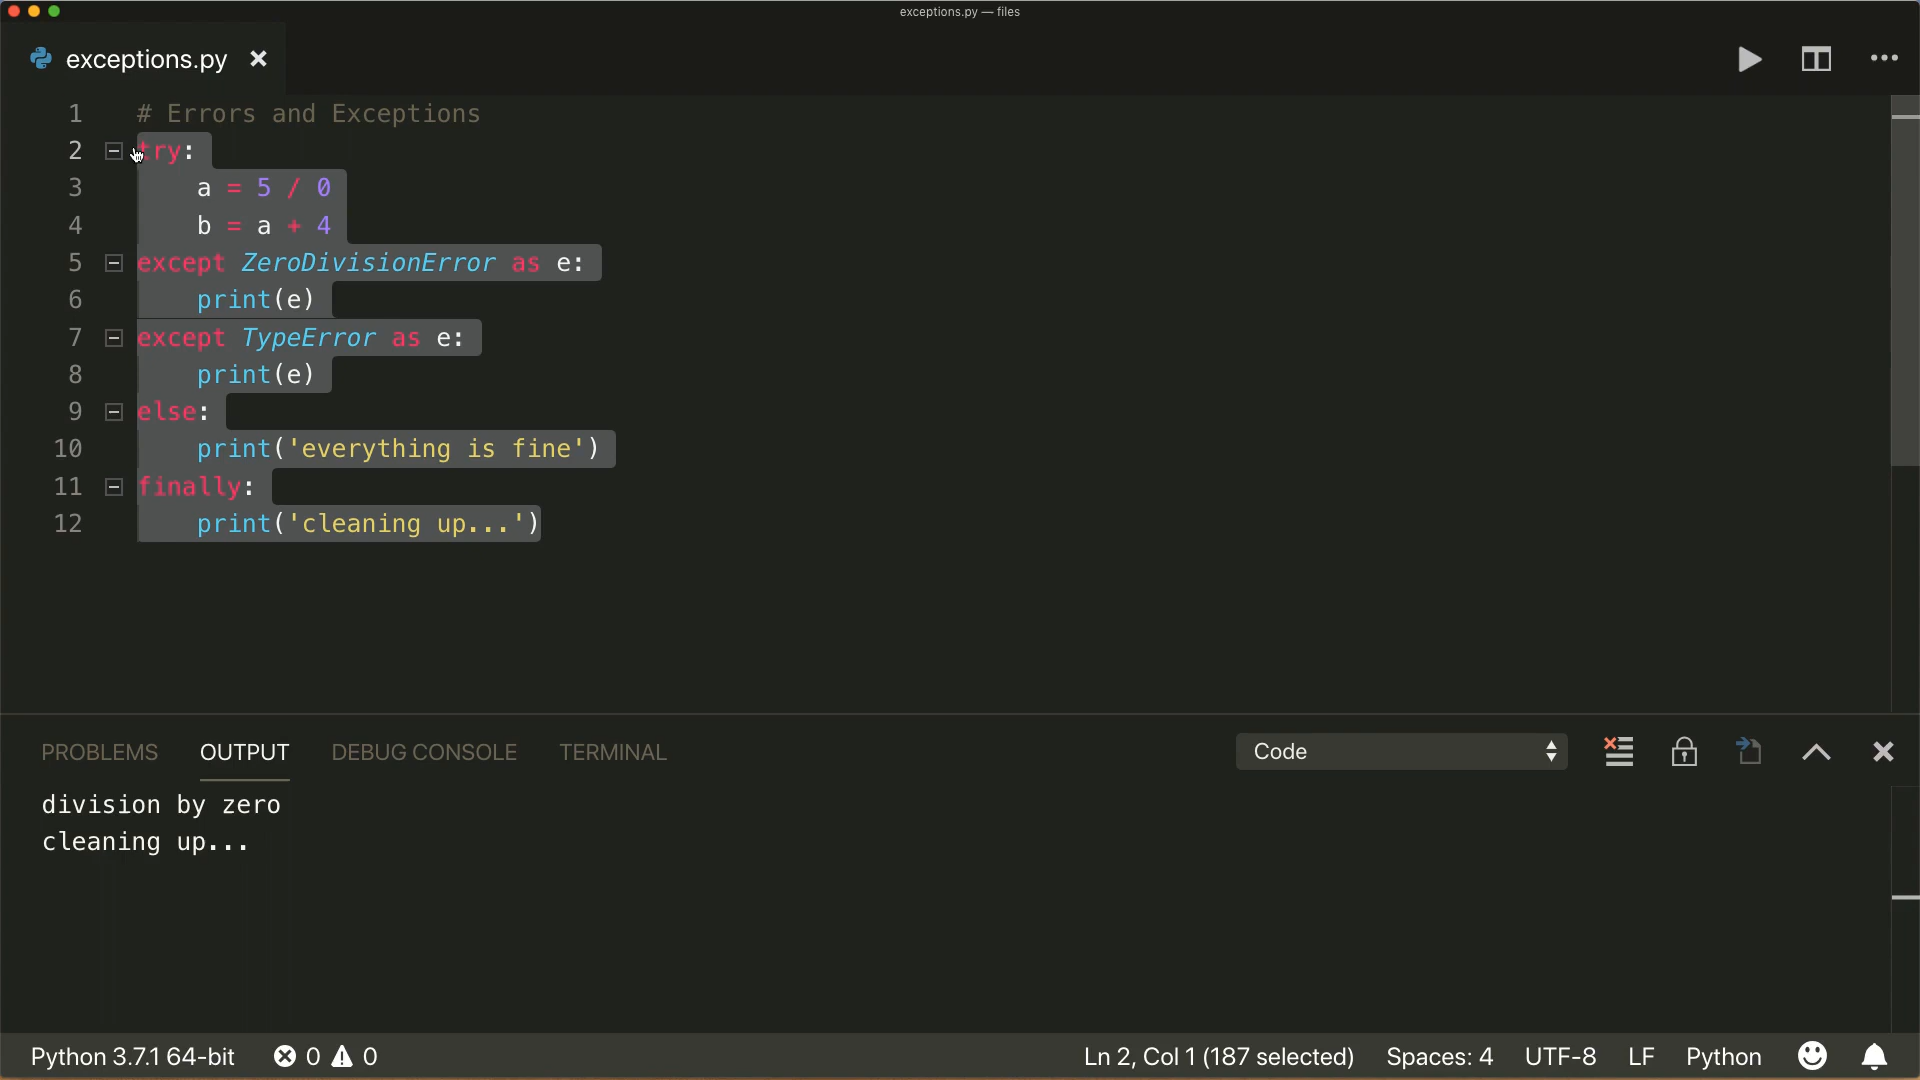 exceptions.py — files
exceptions.py
1 # Errors and Exceptions
2 try:
3     a = 5 / 0
4     b = a + 4
5 except ZeroDivisionError as e:
6     print(e)
7 except TypeError as e:
8     print(e)
9 else:
10     print('everything is fine')
11 finally:
12     print('cleaning up...')
PROBLEMS OUTPUT DEBUG CONSOLE TERMINAL Code
division by zero
cleaning up...
Python 3.7.1 64-bit 0 0 Ln 2, Col 1 (187 selected) Spaces: 4 UTF-8 LF Python